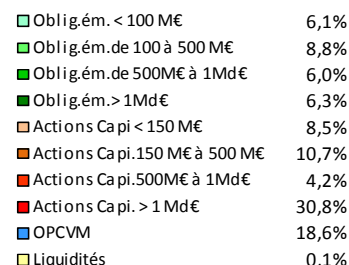 Oblig.ém. < 100 M€ 6,1%
Oblig.ém.de 100 à 500 M€ 8,8%
Oblig.ém.de 500M€ à 1Md€ 6,0%
Oblig.ém.> 1Md€ 6,3%
Actions Capi < 150 M€ 8,5%
Actions Capi.150 M€ à 500 M€ 10,7%
Actions Capi.500M€ à 1Md€ 4,2%
Actions Capi. > 1 Md€ 30,8%
OPCVM 18,6%
Liquidités 0,1%